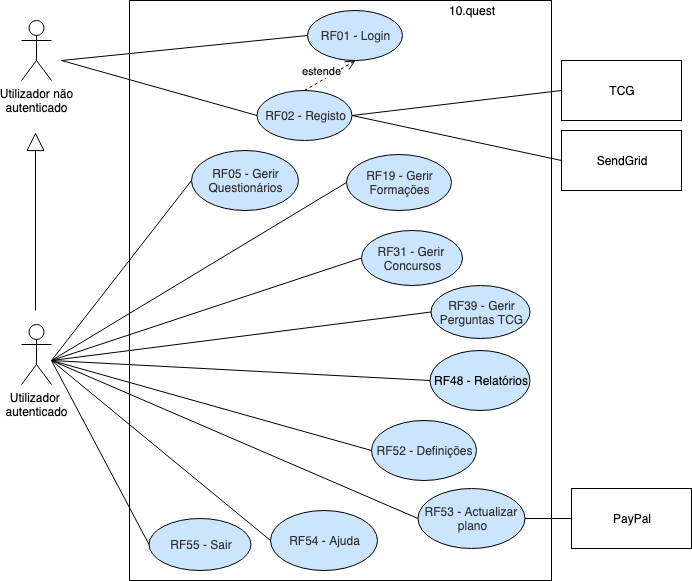 10.quest
RF01 - Login
estende
Utilizador não
autenticado
RF02 - Registo
TCG
SendGrid
RF05 - Gerir
Questionários
RF19 - Gerir
Formações
RF31 - Gerir
Concursos
RF39 - Gerir
Perguntas TCG
RF48 - Relatórios
Utilizador
autenticado
RF52 - Definições
RF53 - Actualizar
plano
PayPal
RF55 - Sair
RF54 - Ajuda